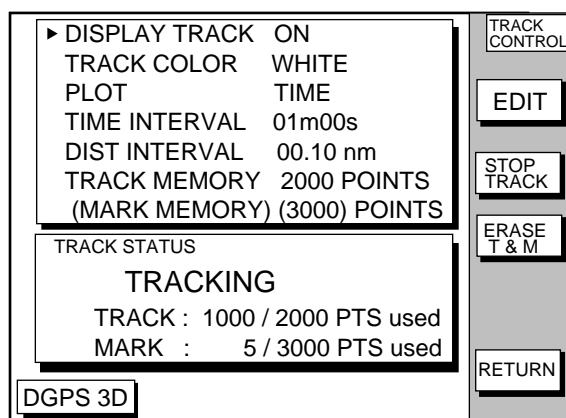 ▶ DISPLAY TRACK ON
TRACK COLOR WHITE
PLOT TIME
TIME INTERVAL 01m00s
DIST INTERVAL 00.10 nm
TRACK MEMORY 2000 POINTS
(MARK MEMORY) (3000) POINTS
TRACK STATUS
TRACKING
TRACK : 1000 / 2000 PTS used
MARK : 5 / 3000 PTS used
DGPS 3D
TRACK
CONTROL
EDIT
STOP
TRACK
ERASE
T & M
RETURN